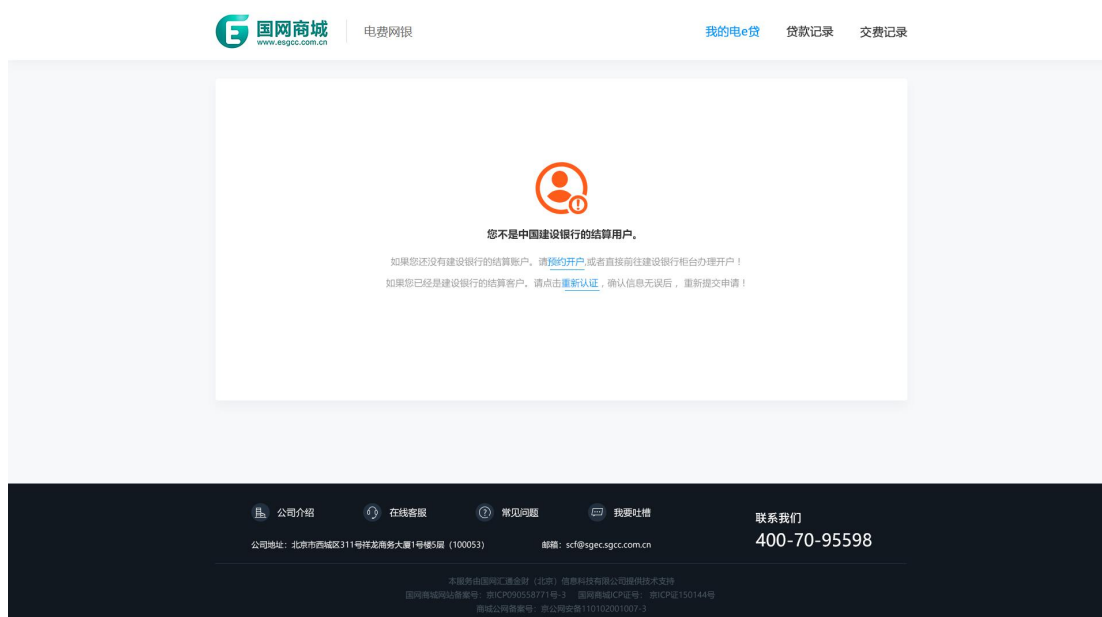 国网商城
www.esgcc.com.cn
电费网银
我的电e贷 贷款记录 交费记录
您不是中国建设银行的结算用户。
如果您还没有建设银行的结算账户。请预约开户,或者直接前往建设银行柜台办理开户！
如果您已经是建设银行的结算客户。请点击重新认证，确认信息无误后，重新提交申请！
公司介绍 在线客服 常见问题 我要吐槽
联系我们
公司地址：北京市西城区311号祥龙商务大厦1号楼5层（100053） 邮箱：scf@sgec.sgcc.com.cn
400-70-95598
本服务由国网汇通金财（北京）信息科技有限公司提供技术支持
国网商城网站备案号：京ICP090558771号-3 国网商城ICP证号：京ICP证150144号
商城公网备案号：京公网安备110102001007-3